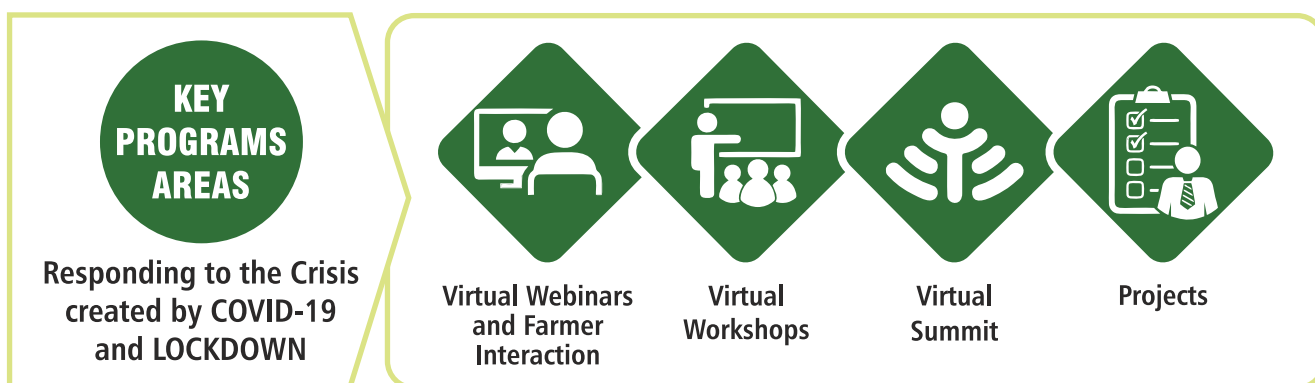 KEY
PROGRAMS
AREAS
Responding to the Crisis
created by COVID-19
and LOCKDOWN
Virtual Webinars
and Farmer
Interaction
Virtual
Workshops
Virtual
Summit
Projects